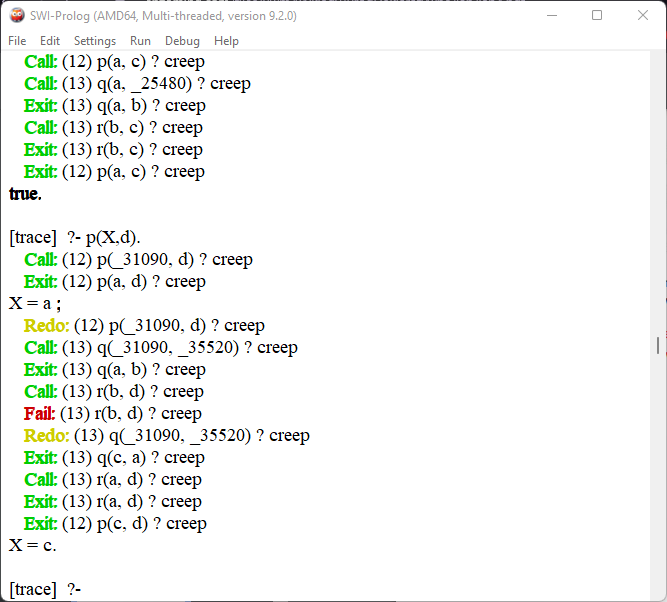 SWI-Prolog (AMD64, Multi-threaded, version 9.2.0)
File Edit Settings Run Debug Help
Call: (12) p(a, c) ? creep
Call: (13) q(a, _25480) ? creep
Exit: (13) q(a, b) ? creep
Call: (13) r(b, c) ? creep
Exit: (13) r(b, c) ? creep
Exit: (12) p(a, c) ? creep
true.
[trace]  ?- p(X,d).
Call: (12) p(_31090, d) ? creep
Exit: (12) p(a, d) ? creep
X = a ;
Redo: (12) p(_31090, d) ? creep
Call: (13) q(_31090, _35520) ? creep
Exit: (13) q(a, b) ? creep
Call: (13) r(b, d) ? creep
Fail: (13) r(b, d) ? creep
Redo: (13) q(_31090, _35520) ? creep
Exit: (13) q(c, a) ? creep
Call: (13) r(a, d) ? creep
Exit: (13) r(a, d) ? creep
Exit: (12) p(c, d) ? creep
X = c.
[trace]  ?-